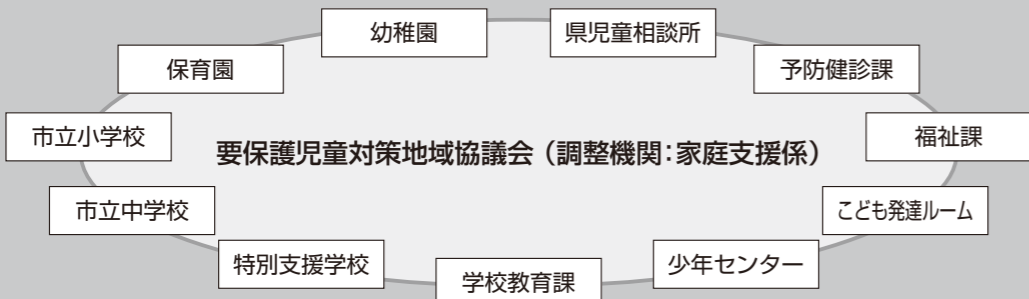 幼稚園
県児童相談所
保育園
予防健診課
市立小学校
要保護児童対策地域協議会（調整機関：家庭支援係）
福祉課
市立中学校
こども発達ルーム
特別支援学校
少年センター
学校教育課